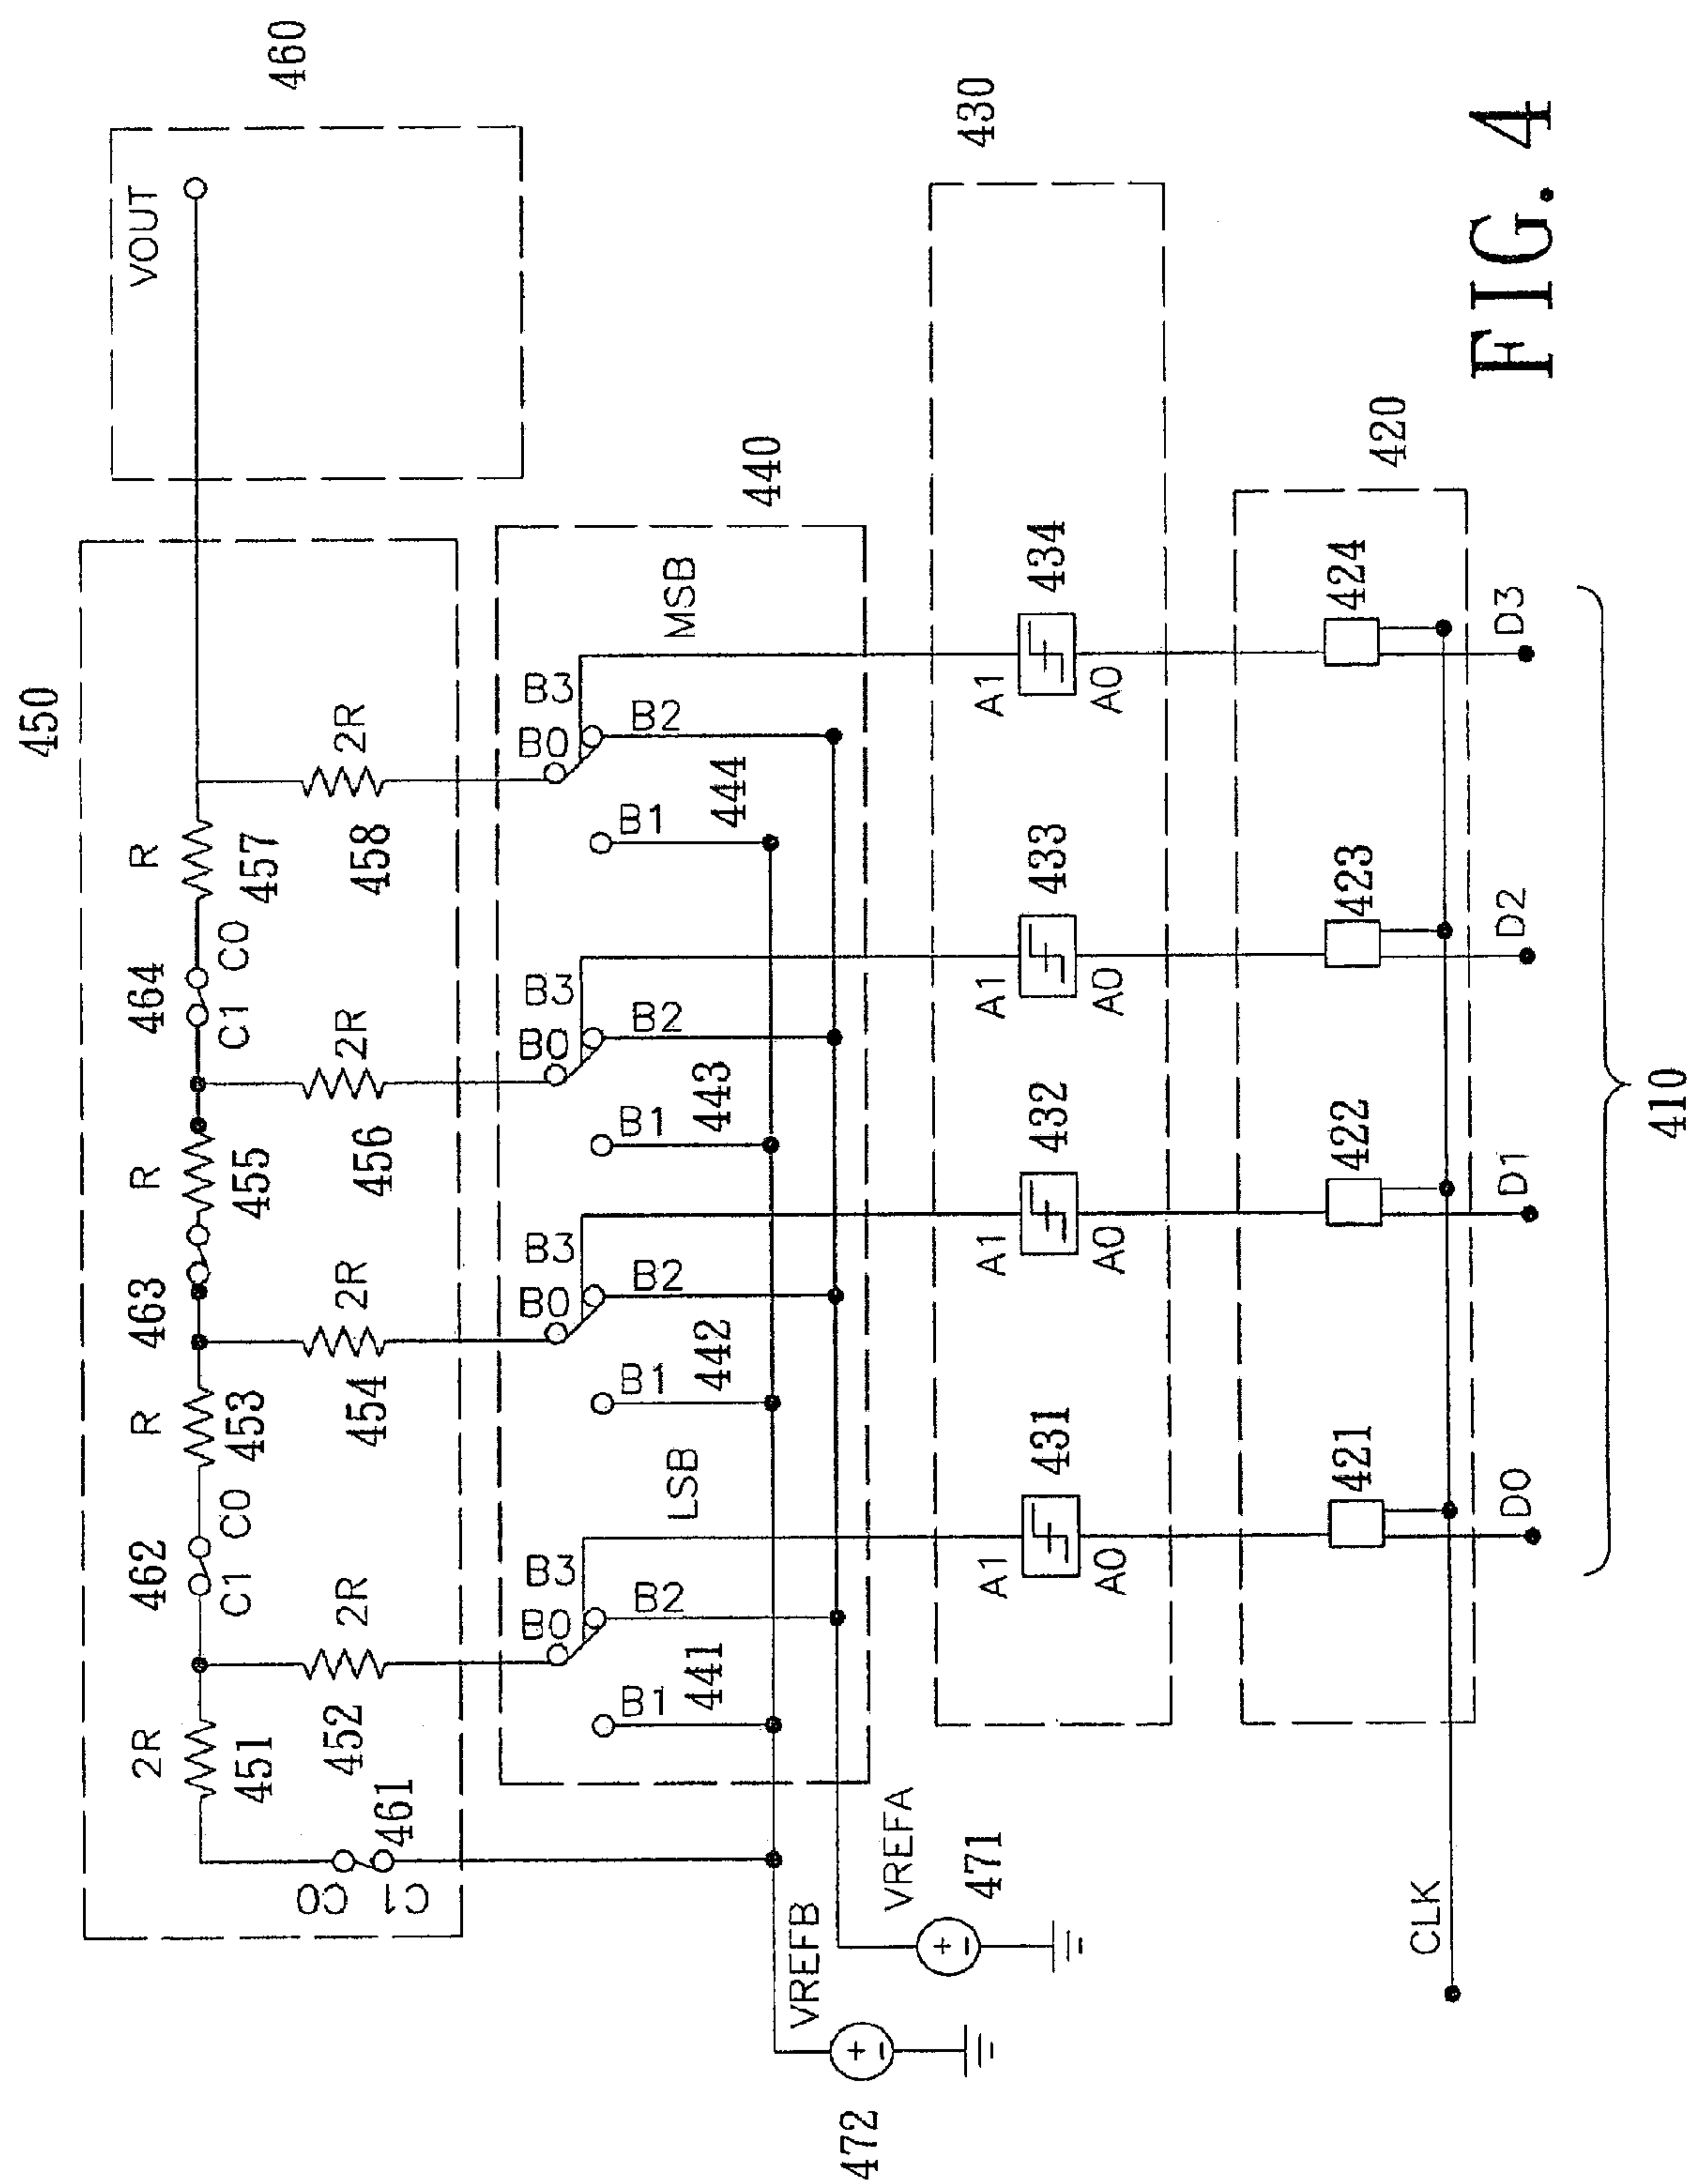 450
460
R
R
R
2R
VOUT
464
463
462
457
455
453
451
C1 C0
C1 C0
C0 C1
461
2R
2R
2R
2R
458
456
454
452
B0 B3
B0 B3
B0 B3
B0 B3
B1 B2
B1 B2
B1 B2
B1 B2
LSB
MSB
441
442
443
444
440
VREFB
VREFA
472
471
430
A1
A1
A1
A1
431
432
433
434
A0
A0
A0
A0
420
421
422
423
424
CLK
D0
D1
D2
D3
410
FIG. 4